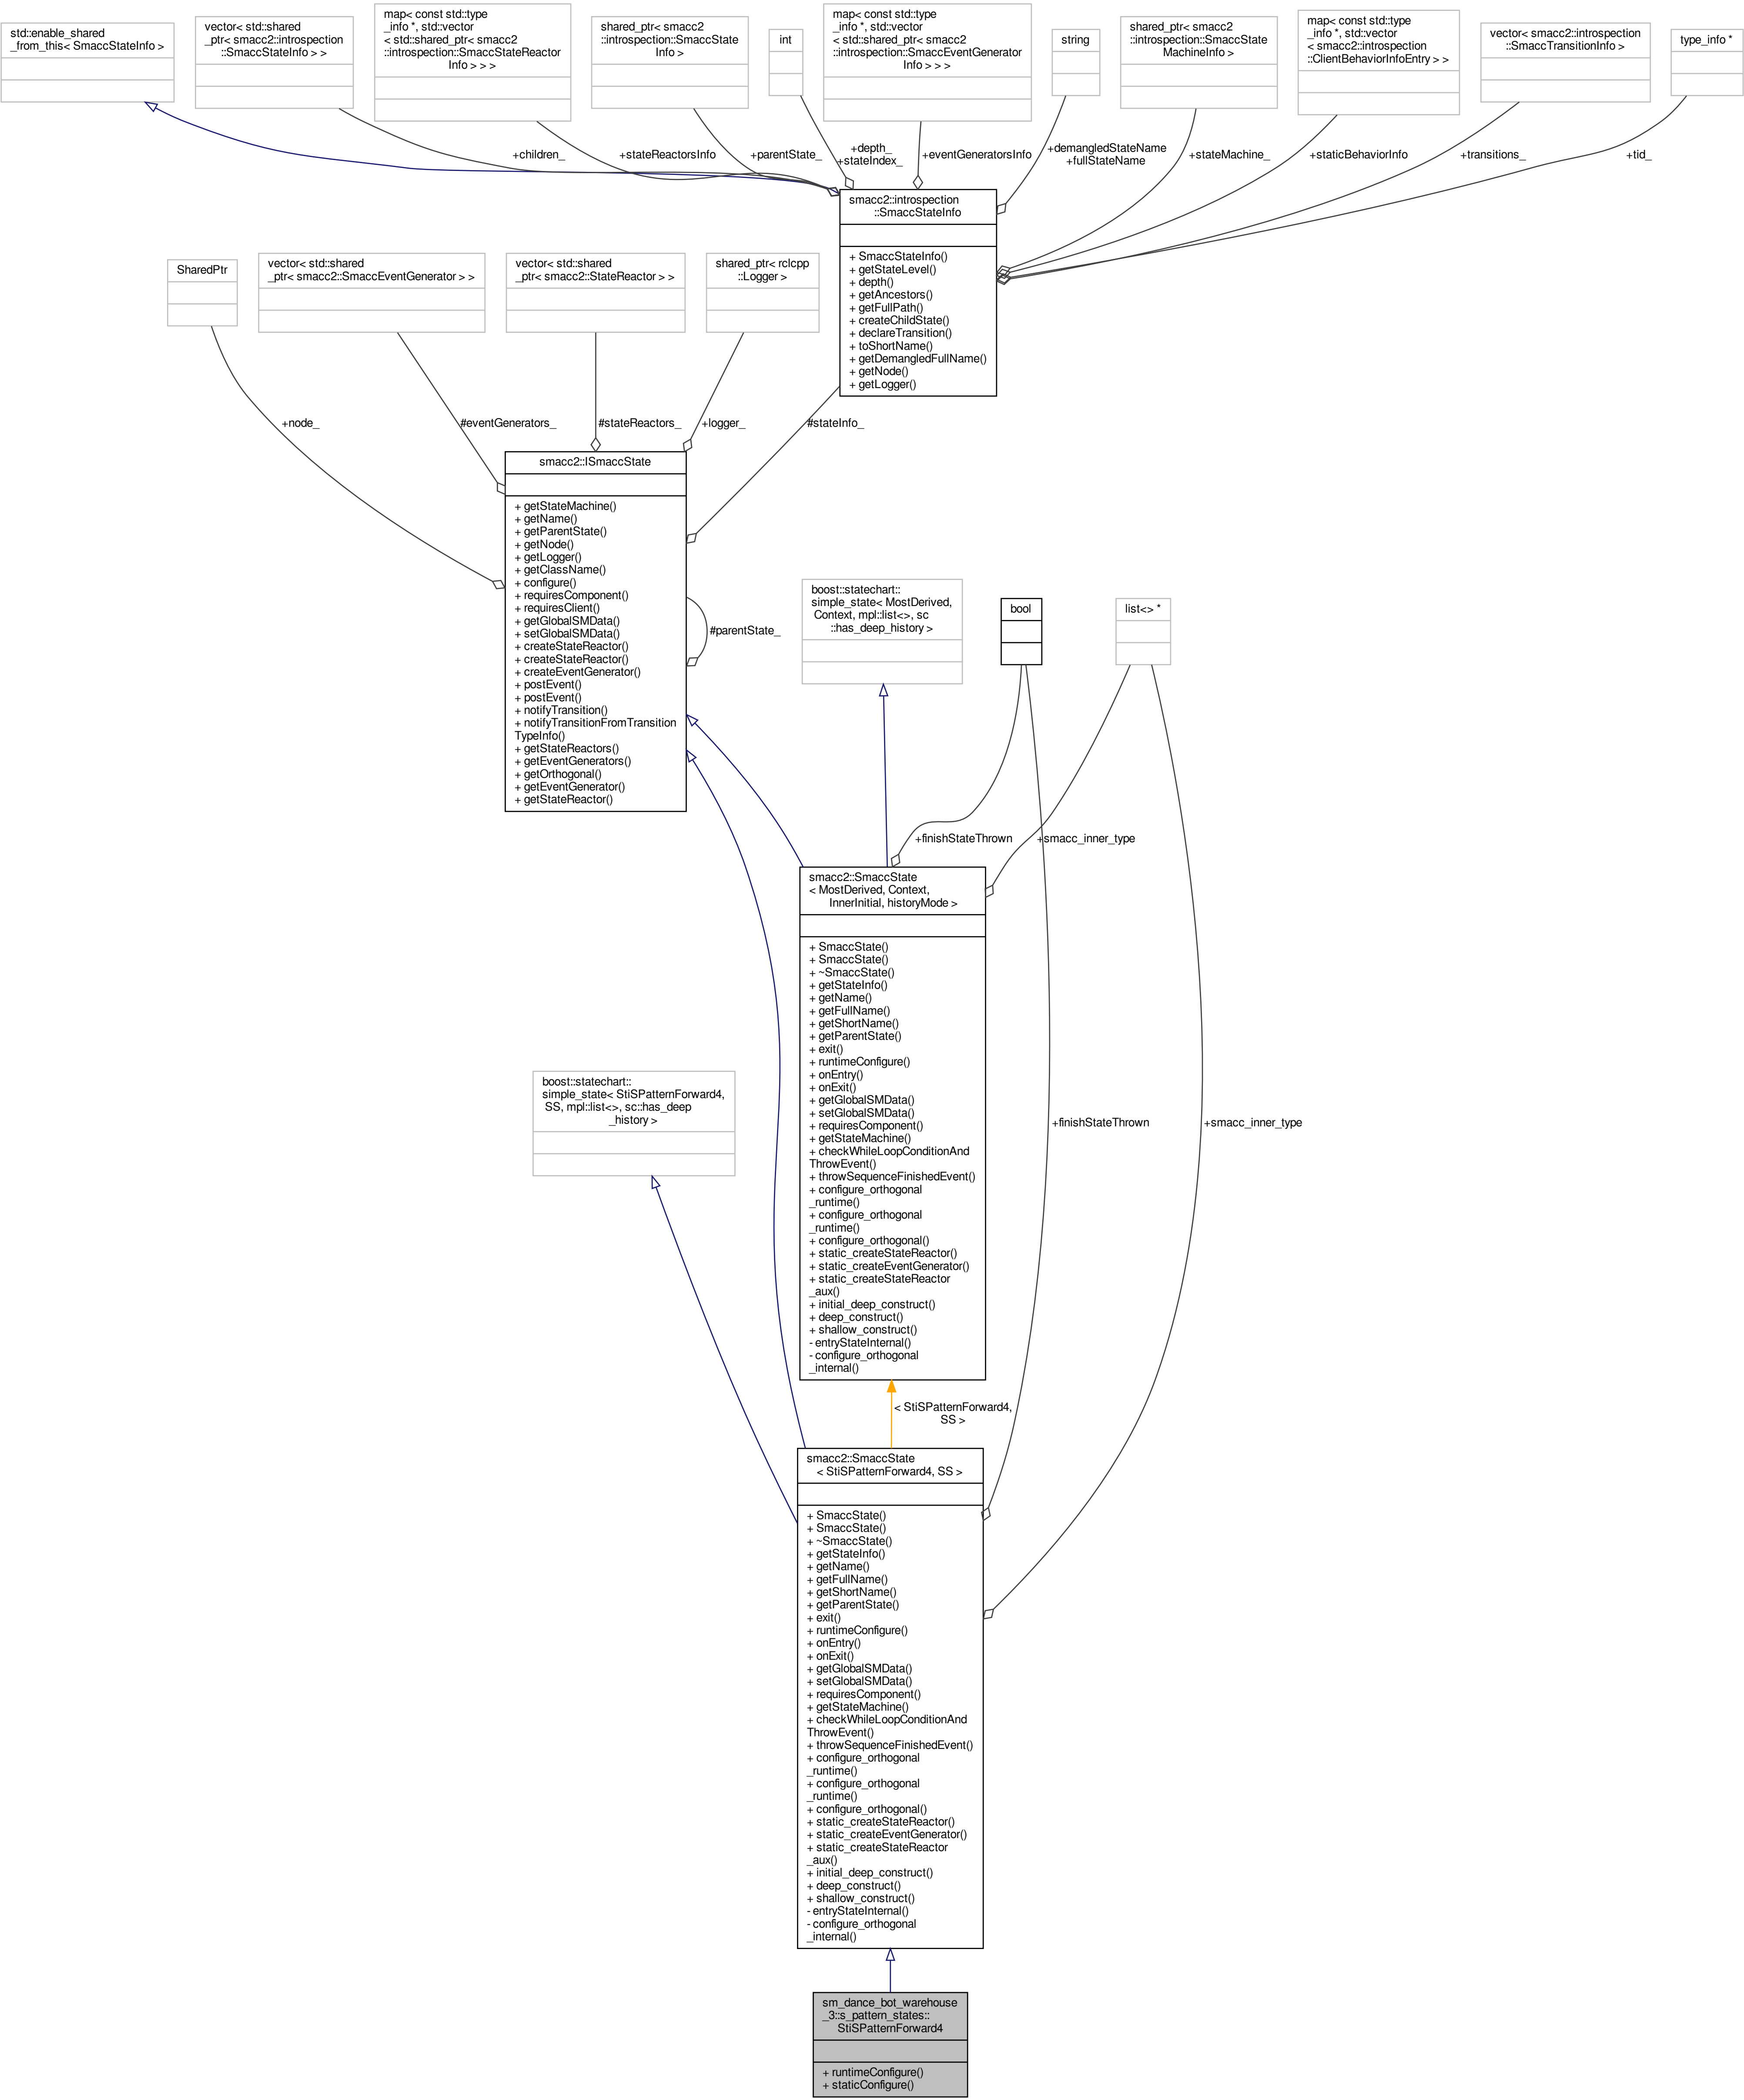 std::enable_shared
_from_this< SmaccStateInfo >
vector< std::shared
_ptr< smacc2::introspection
::SmaccStateInfo > >
map< const std::type
_info *, std::vector
< std::shared_ptr< smacc2
::introspection::SmaccStateReactor
Info > > >
shared_ptr< smacc2
::introspection::SmaccState
Info >
int
map< const std::type
_info *, std::vector
< std::shared_ptr< smacc2
::introspection::SmaccEventGenerator
Info > > >
string
shared_ptr< smacc2
::introspection::SmaccState
MachineInfo >
map< const std::type
_info *, std::vector
< smacc2::introspection
::ClientBehaviorInfoEntry > >
vector< smacc2::introspection
::SmaccTransitionInfo >
type_info *
+children_
+stateReactorsInfo
+parentState_
+depth_
+stateIndex_
+eventGeneratorsInfo
+demangledStateName
+fullStateName
+stateMachine_
+staticBehaviorInfo
+transitions_
+tid_
smacc2::introspection
::SmaccStateInfo
+ SmaccStateInfo()
+ getStateLevel()
+ depth()
+ getAncestors()
+ getFullPath()
+ createChildState()
+ declareTransition()
+ toShortName()
+ getDemangledFullName()
+ getNode()
+ getLogger()
SharedPtr
vector< std::shared
_ptr< smacc2::SmaccEventGenerator > >
vector< std::shared
_ptr< smacc2::StateReactor > >
shared_ptr< rclcpp
::Logger >
+node_
#eventGenerators_
#stateReactors_
+logger_
#stateInfo_
smacc2::ISmaccState
+ getStateMachine()
+ getName()
+ getParentState()
+ getNode()
+ getLogger()
+ getClassName()
+ configure()
+ requiresComponent()
+ requiresClient()
+ getGlobalSMData()
+ setGlobalSMData()
+ createStateReactor()
+ createStateReactor()
+ createEventGenerator()
+ postEvent()
+ postEvent()
+ notifyTransition()
+ notifyTransitionFromTransition
TypeInfo()
+ getStateReactors()
+ getEventGenerators()
+ getOrthogonal()
+ getEventGenerator()
+ getStateReactor()
#parentState_
boost::statechart::
simple_state< MostDerived,
Context, mpl::list<>, sc
::has_deep_history >
bool
list<> *
+finishStateThrown
+smacc_inner_type
smacc2::SmaccState
< MostDerived, Context,
InnerInitial, historyMode >
+ SmaccState()
+ SmaccState()
+ ~SmaccState()
+ getStateInfo()
+ getName()
+ getFullName()
+ getShortName()
+ getParentState()
+ exit()
+ runtimeConfigure()
+ onEntry()
+ onExit()
+ getGlobalSMData()
+ setGlobalSMData()
+ requiresComponent()
+ getStateMachine()
+ checkWhileLoopConditionAnd
ThrowEvent()
+ throwSequenceFinishedEvent()
+ configure_orthogonal
_runtime()
+ configure_orthogonal
_runtime()
+ configure_orthogonal()
+ static_createStateReactor()
+ static_createEventGenerator()
+ static_createStateReactor
_aux()
+ initial_deep_construct()
+ deep_construct()
+ shallow_construct()
- entryStateInternal()
- configure_orthogonal
_internal()
boost::statechart::
simple_state< StiSPatternForward4,
SS, mpl::list<>, sc::has_deep
_history >
+finishStateThrown
+smacc_inner_type
< StiSPatternForward4,
SS >
smacc2::SmaccState
< StiSPatternForward4, SS >
+ SmaccState()
+ SmaccState()
+ ~SmaccState()
+ getStateInfo()
+ getName()
+ getFullName()
+ getShortName()
+ getParentState()
+ exit()
+ runtimeConfigure()
+ onEntry()
+ onExit()
+ getGlobalSMData()
+ setGlobalSMData()
+ requiresComponent()
+ getStateMachine()
+ checkWhileLoopConditionAnd
ThrowEvent()
+ throwSequenceFinishedEvent()
+ configure_orthogonal
_runtime()
+ configure_orthogonal
_runtime()
+ configure_orthogonal()
+ static_createStateReactor()
+ static_createEventGenerator()
+ static_createStateReactor
_aux()
+ initial_deep_construct()
+ deep_construct()
+ shallow_construct()
- entryStateInternal()
- configure_orthogonal
_internal()
sm_dance_bot_warehouse
_3::s_pattern_states::
StiSPatternForward4
+ runtimeConfigure()
+ staticConfigure()